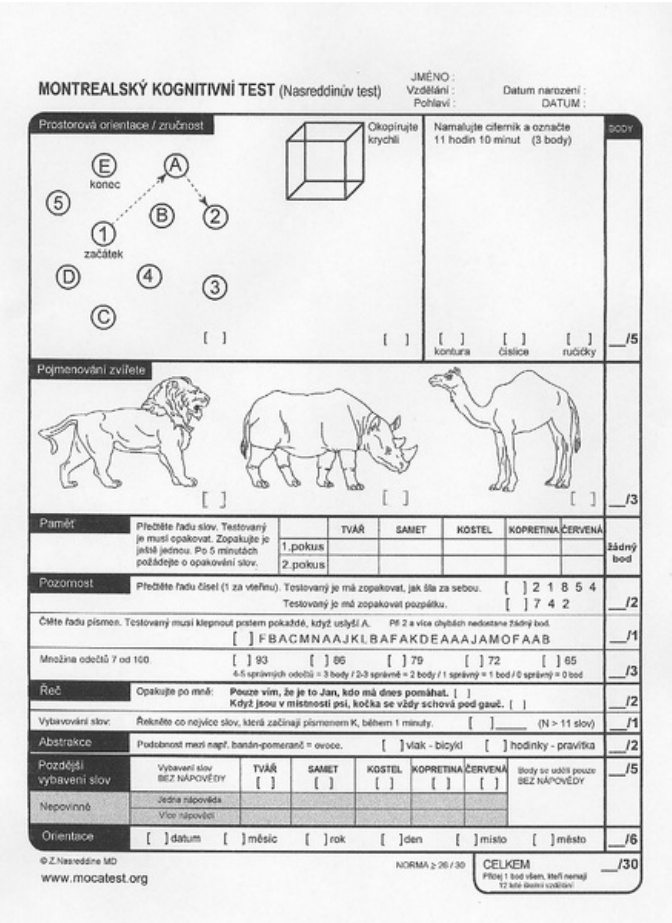 MONTREALSKÝ KOGNITIVNÍ TEST (Nasreddinův test)
JMÉNO :
Vzdělání :
Pohlaví :
Datum narození :
DATUM :
Prostorová orientace / zručnost
BODY
E
konec
A
5
B
2
1
začátek
D
4
3
C
[ ]
Okopírujte
krychli
[ ]
Namalujte ciferník a označte
11 hodin 10 minut (3 body)
[ ] [ ] [ ]
kontura číslice ručičky
__/5
Pojmenování zvířete
[ ] [ ] [ ]
__/3
Paměť
Přečtěte řadu slov. Testovaný
je musí opakovat. Zopakujte je
ještě jednou. Po 5 minutách
požádejte o opakování slov.
TVÁŘ SAMET KOSTEL KOPRETINA ČERVENÁ
1.pokus
2.pokus
žádný
bod
Pozornost
Přečtěte řadu čísel (1 za vteřinu). Testovaný je má zopakovat, jak šla za sebou. [ ] 2 1 8 5 4
Testovaný je má zopakovat pozpátku. [ ] 7 4 2
__/2
Čtěte řadu písmen. Testovaný musí klepnout prstem pokaždé, když uslyší A. Při 2 a více chybách nedostane žádný bod.
[ ] F B A C M N A A J K L B A F A K D E A A A J A M O F A A B
__/1
Množina odečtů 7 od 100. [ ] 93 [ ] 86 [ ] 79 [ ] 72 [ ] 65
4-5 správných odečtů = 3 body / 2-3 správně = 2 body / 1 správný = 1 bod / 0 správný = 0 bod
__/3
Řeč
Opakujte po mně: Pouze vím, že je to Jan, kdo má dnes pomáhat. [ ]
Když jsou v místnosti psi, kočka se vždy schová pod gauč. [ ]
__/2
Vybavování slov: Řekněte co nejvíce slov, která začínají písmenem K, během 1 minuty. [ ]____ (N > 11 slov)
__/1
Abstrakce
Podobnost mezi např. banán-pomeranč = ovoce. [ ] vlak - bicykl [ ] hodinky - pravítka
__/2
Pozdější
vybavení slov
Vybavení slov
BEZ NÁPOVĚDY
TVÁŘ SAMET KOSTEL KOPRETINA ČERVENÁ
[ ] [ ] [ ] [ ] [ ]
Body se udělí pouze
BEZ NÁPOVĚDY
__/5
Nepovinné
Jedna nápověda
Více nápovědí
Orientace
[ ] datum [ ] měsíc [ ] rok [ ] den [ ] místo [ ] město
__/6
© Z.Nasreddine MD
www.mocatest.org
NORMA ≥ 26 / 30
CELKEM
__/30
Přidej 1 bod všem, kteří nemají
12 leté školní vzdělání